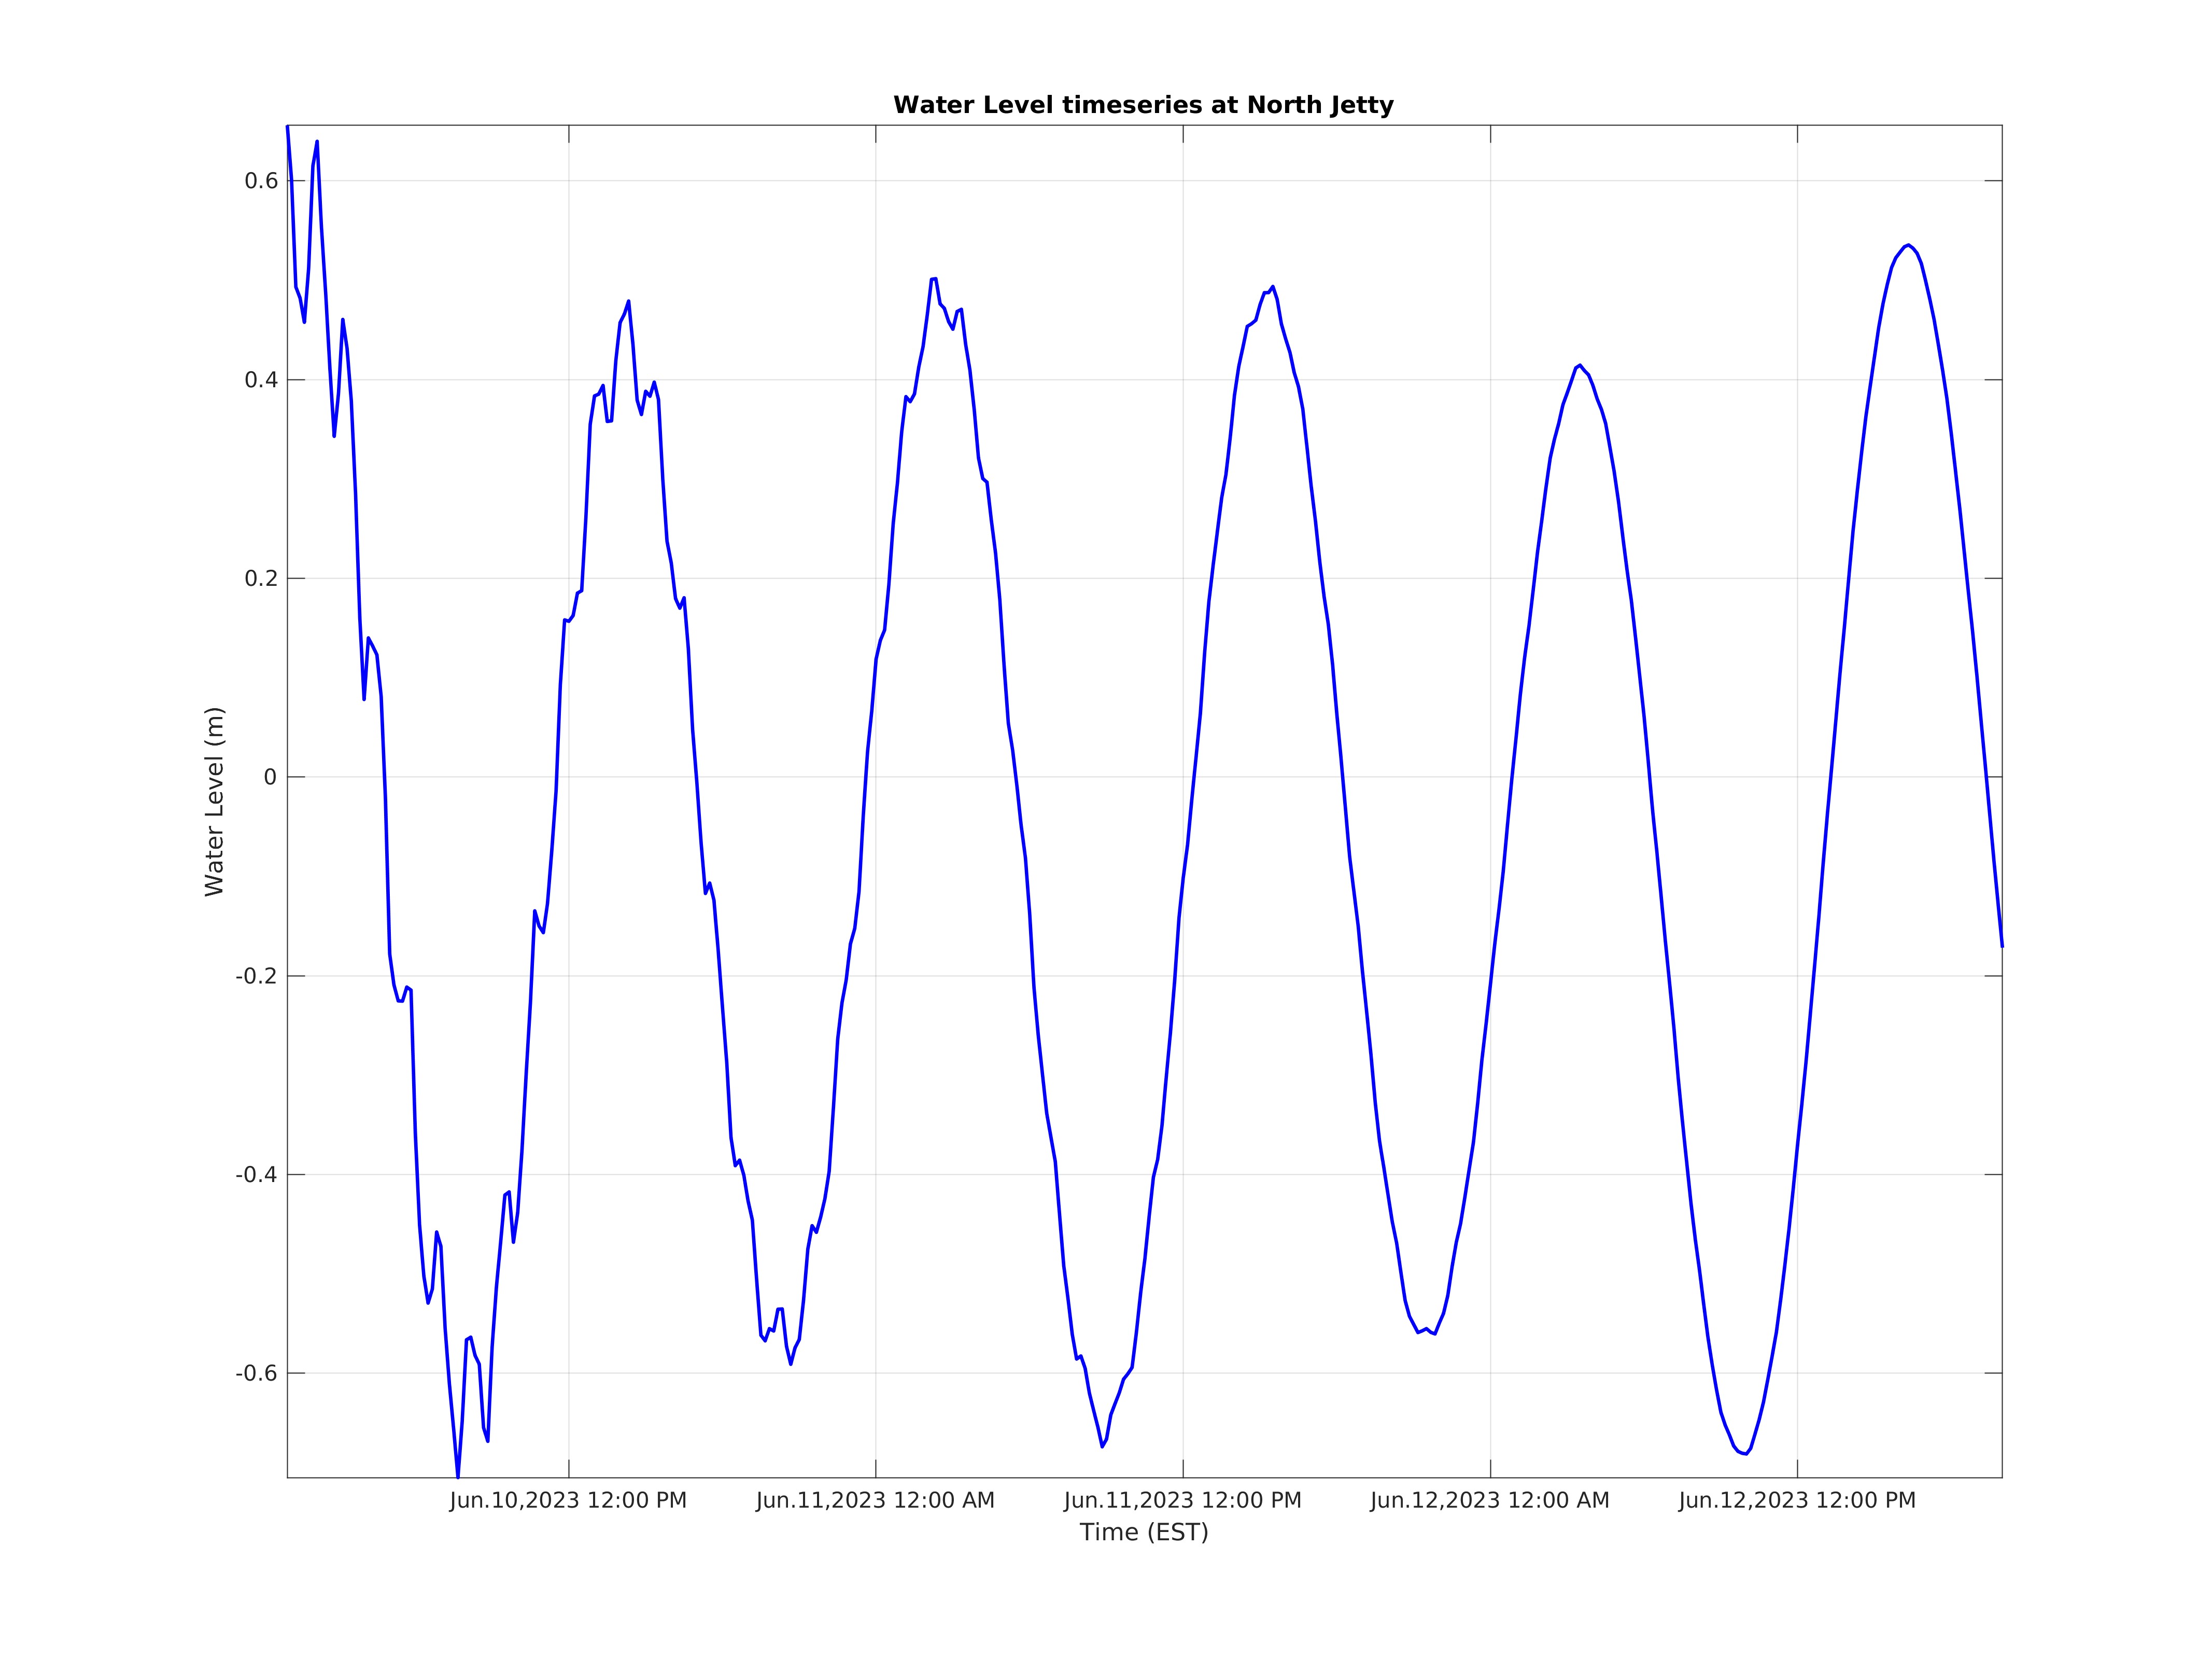 Water Level timeseries at North Jetty
0.6
0.4
0.2
0
-0.2
-0.4
-0.6
Water Level (m)
Jun.10,2023 12:00 PM
Jun.11,2023 12:00 AM
Jun.11,2023 12:00 PM
Jun.12,2023 12:00 AM
Jun.12,2023 12:00 PM
Time (EST)